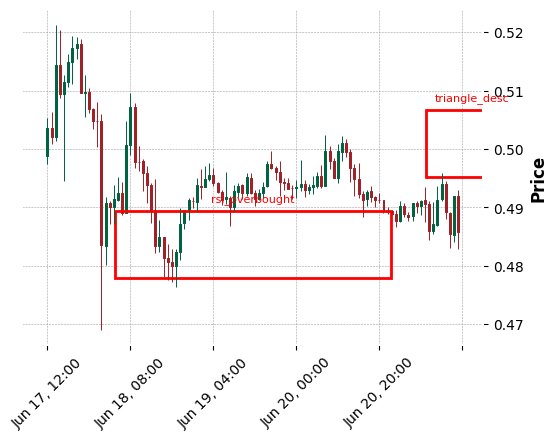 0.52
triangle_desc
0.51
0.50
rsi_overbought
0.49
0.48
0.47
Price
Jun 17, 12:00
Jun 18, 08:00
Jun 19, 04:00
Jun 20, 00:00
Jun 20, 20:00